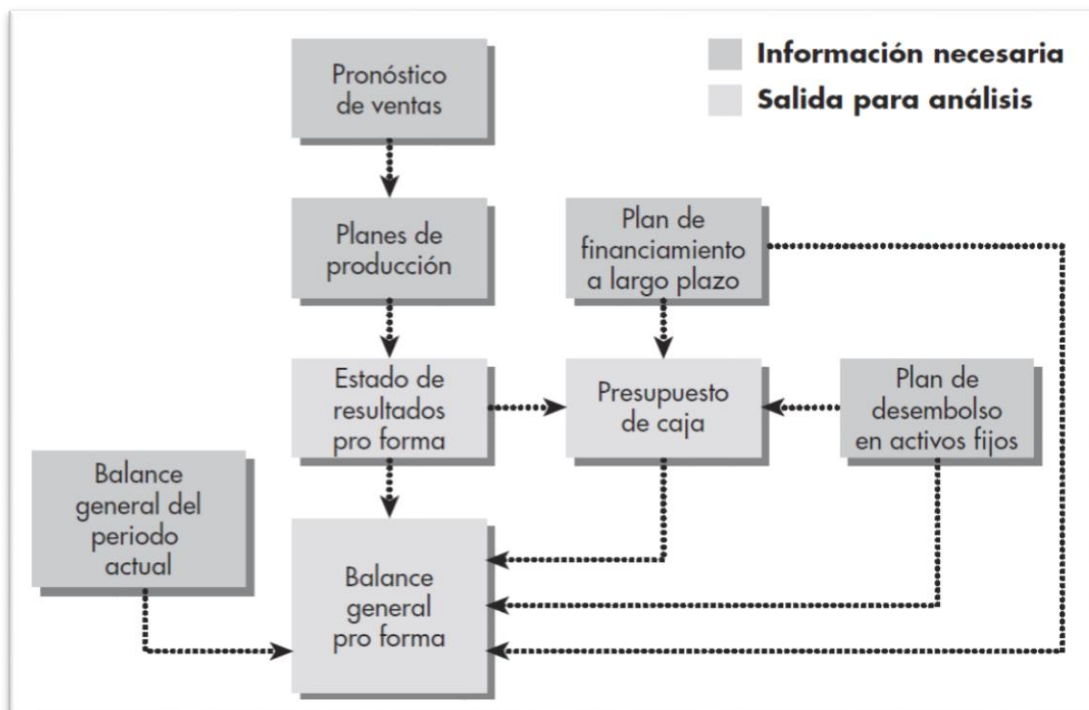 Información necesaria
Salida para análisis
Pronóstico
de ventas
Planes de
producción
Plan de
financiamiento
a largo plazo
Estado de
resultados
pro forma
Presupuesto
de caja
Plan de
desembolso
en activos fijos
Balance
general del
periodo
actual
Balance
general
pro forma